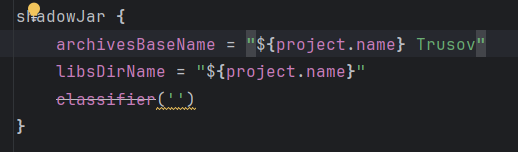 shadowJar {
archivesBaseName = "${project.name} Trusov"
libsDirName = "${project.name}"
classifier('')
}